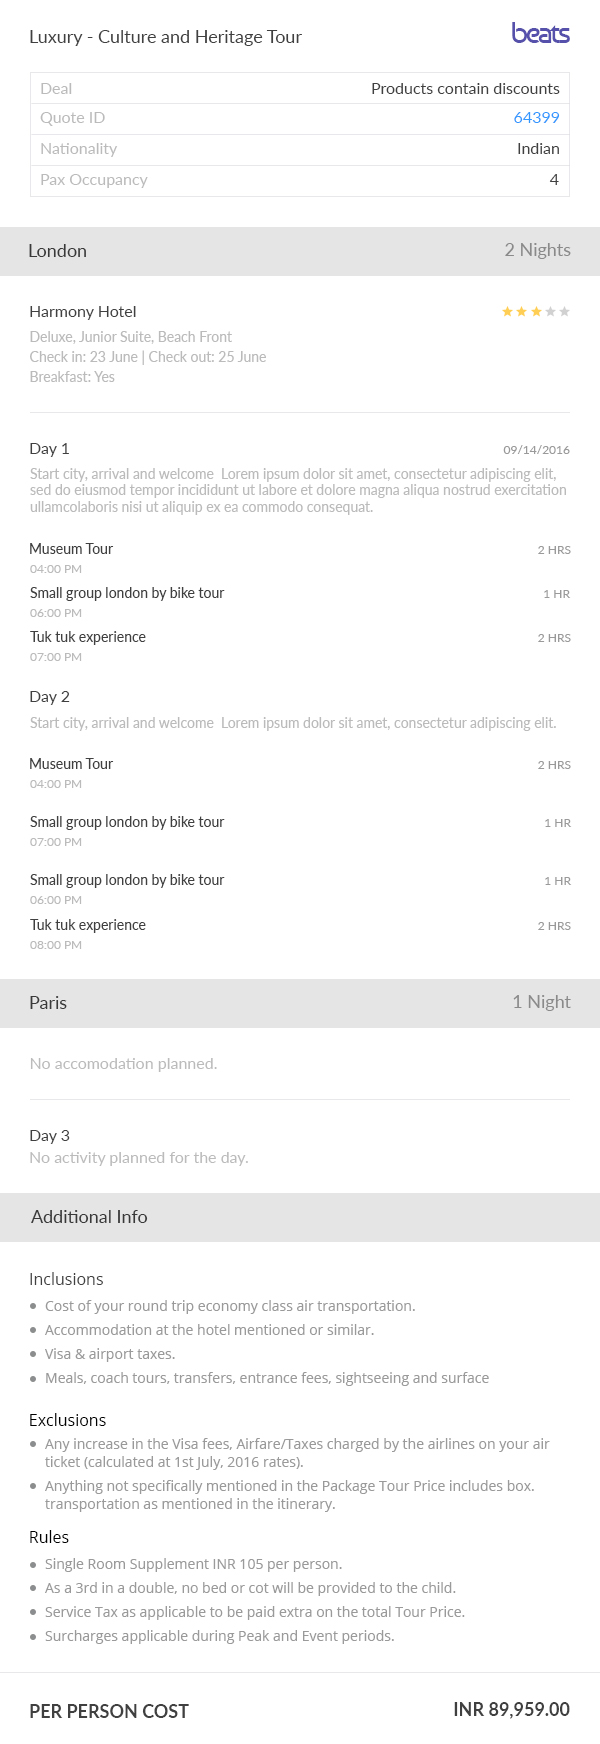 Luxury - Culture and Heritage Tour
beats
Deal Products contain discounts
Quote ID 64399
Nationality Indian
Pax Occupancy 4
London 2 Nights
Harmony Hotel
Deluxe, Junior Suite, Beach Front
Check in: 23 June | Check out: 25 June
Breakfast: Yes
Day 1 09/14/2016
Start city, arrival and welcome  Lorem ipsum dolor sit amet, consectetur adipiscing elit,
sed do eiusmod tempor incididunt ut labore et dolore magna aliqua nostrud exercitation
ullamcolaboris nisi ut aliquip ex ea commodo consequat.
Museum Tour 2 HRS
04:00 PM
Small group london by bike tour 1 HR
06:00 PM
Tuk tuk experience 2 HRS
07:00 PM
Day 2
Start city, arrival and welcome  Lorem ipsum dolor sit amet, consectetur adipiscing elit.
Museum Tour 2 HRS
04:00 PM
Small group london by bike tour 1 HR
07:00 PM
Small group london by bike tour 1 HR
06:00 PM
Tuk tuk experience 2 HRS
08:00 PM
Paris 1 Night
No accomodation planned.
Day 3
No activity planned for the day.
Additional Info
Inclusions
• Cost of your round trip economy class air transportation.
• Accommodation at the hotel mentioned or similar.
• Visa & airport taxes.
• Meals, coach tours, transfers, entrance fees, sightseeing and surface
Exclusions
• Any increase in the Visa fees, Airfare/Taxes charged by the airlines on your air
ticket (calculated at 1st July, 2016 rates).
• Anything not specifically mentioned in the Package Tour Price includes box.
transportation as mentioned in the itinerary.
Rules
• Single Room Supplement INR 105 per person.
• As a 3rd in a double, no bed or cot will be provided to the child.
• Service Tax as applicable to be paid extra on the total Tour Price.
• Surcharges applicable during Peak and Event periods.
PER PERSON COST INR 89,959.00